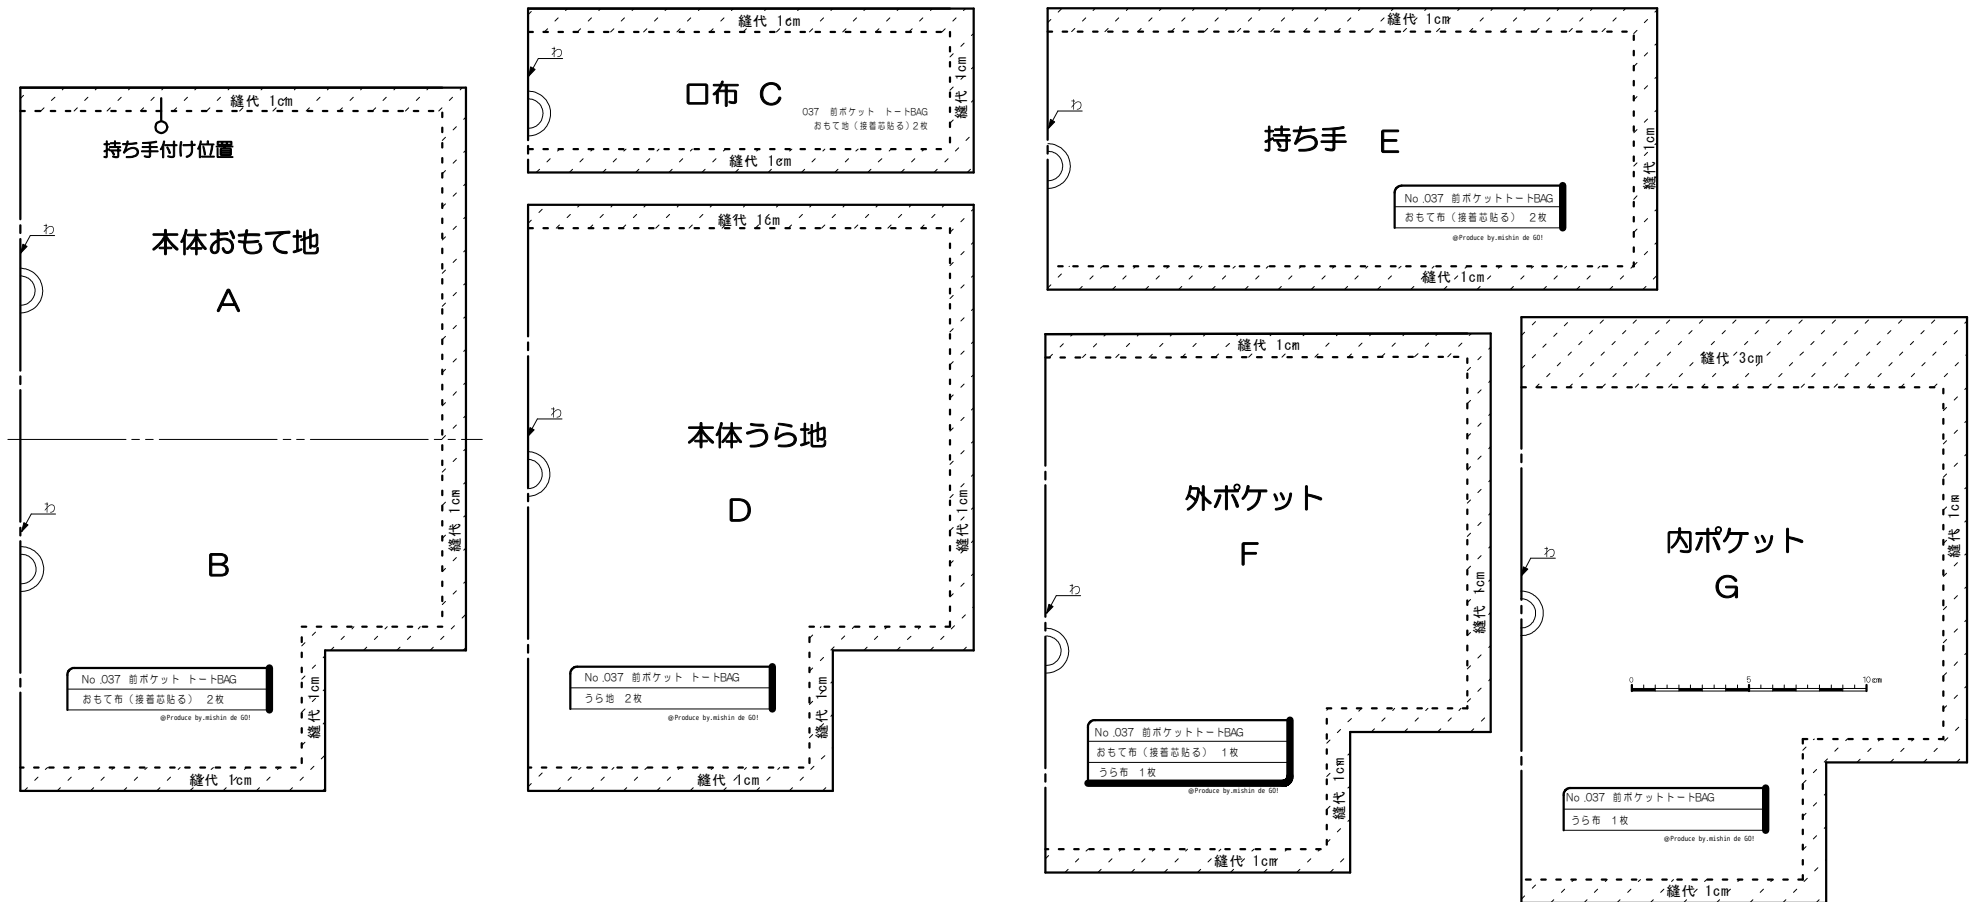 縫代 1cm
持ち手付け位置
わ
本体おもて地
A
わ
B
縫代 1cm
No .037 前ポケット トートBAG
おもて布（接着芯貼る） 2枚
@Produce by.mishin de GO!
縫代 1cm
縫代 1cm
縫代 1cm
わ
口布 C
037 前ポケット トートBAG
おもて地（接着芯貼る）2枚
縫代 1cm
縫代 1cm
縫代 1cm
わ
本体うら地
D
縫代 1cm
No .037 前ポケット トートBAG
うら地 2枚
@Produce by.mishin de GO!
縫代 1cm
縫代 1cm
縫代 1cm
わ
持ち手 E
縫代 1cm
No .037 前ポケットトートBAG
おもて布（接着芯貼る） 2枚
@Produce by.mishin de GO!
縫代 1cm
縫代 1cm
外ポケット
F
わ
縫代 1cm
No .037 前ポケットトートBAG
おもて布（接着芯貼る） 1枚
うら布 1枚
@Produce by.mishin de GO!
縫代 1cm
縫代 1cm
縫代 3cm
縫代 1cm
内ポケット
わ
G
0 5 10cm
No .037 前ポケットトートBAG
うら布 1枚
@Produce by.mishin de GO!
縫代 1cm